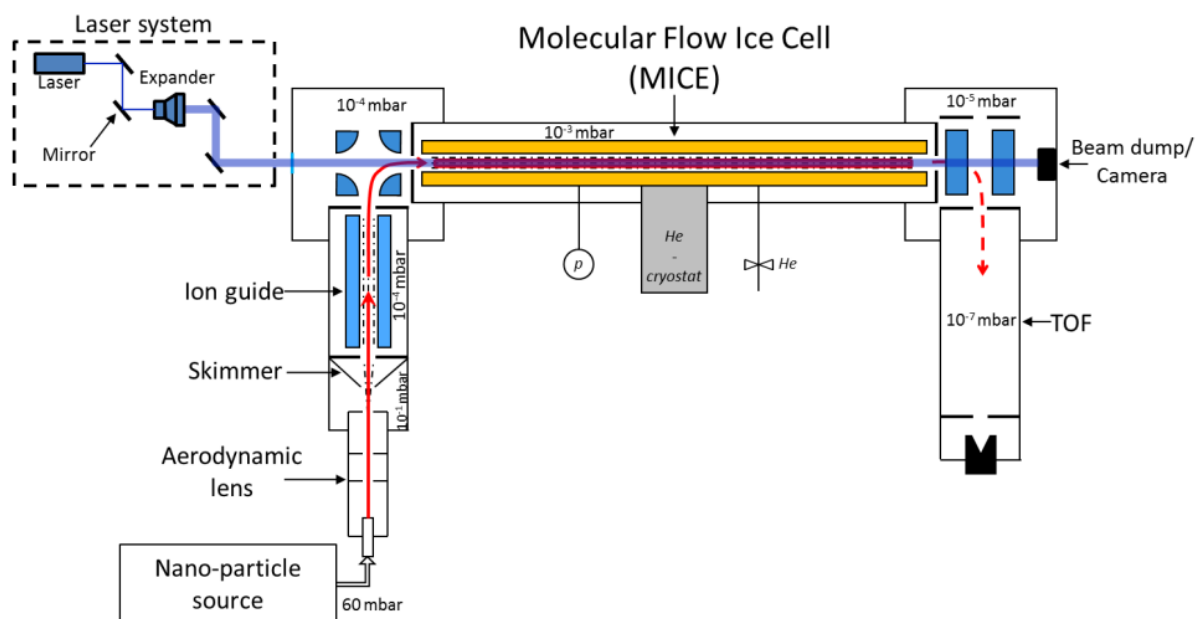 Laser system
Laser
Expander
Mirror
Molecular Flow Ice Cell
(MICE)
10⁻⁴ mbar
10⁻³ mbar
10⁻⁵ mbar
Beam dump/
Camera
He
-
cryostat
p
He
Ion guide
10⁻⁴ mbar
10⁻⁷ mbar
TOF
Skimmer
10⁻¹ mbar
Aerodynamic
lens
Nano-particle
source
60 mbar